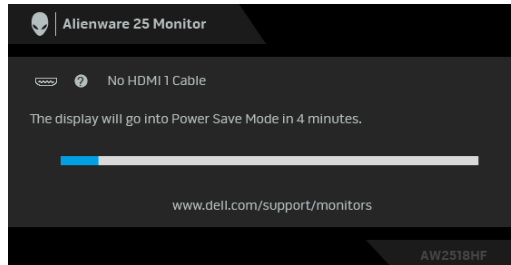 Alienware 25 Monitor
? No HDMI 1 Cable
The display will go into Power Save Mode in 4 minutes.
www.dell.com/support/monitors
AW2518HF